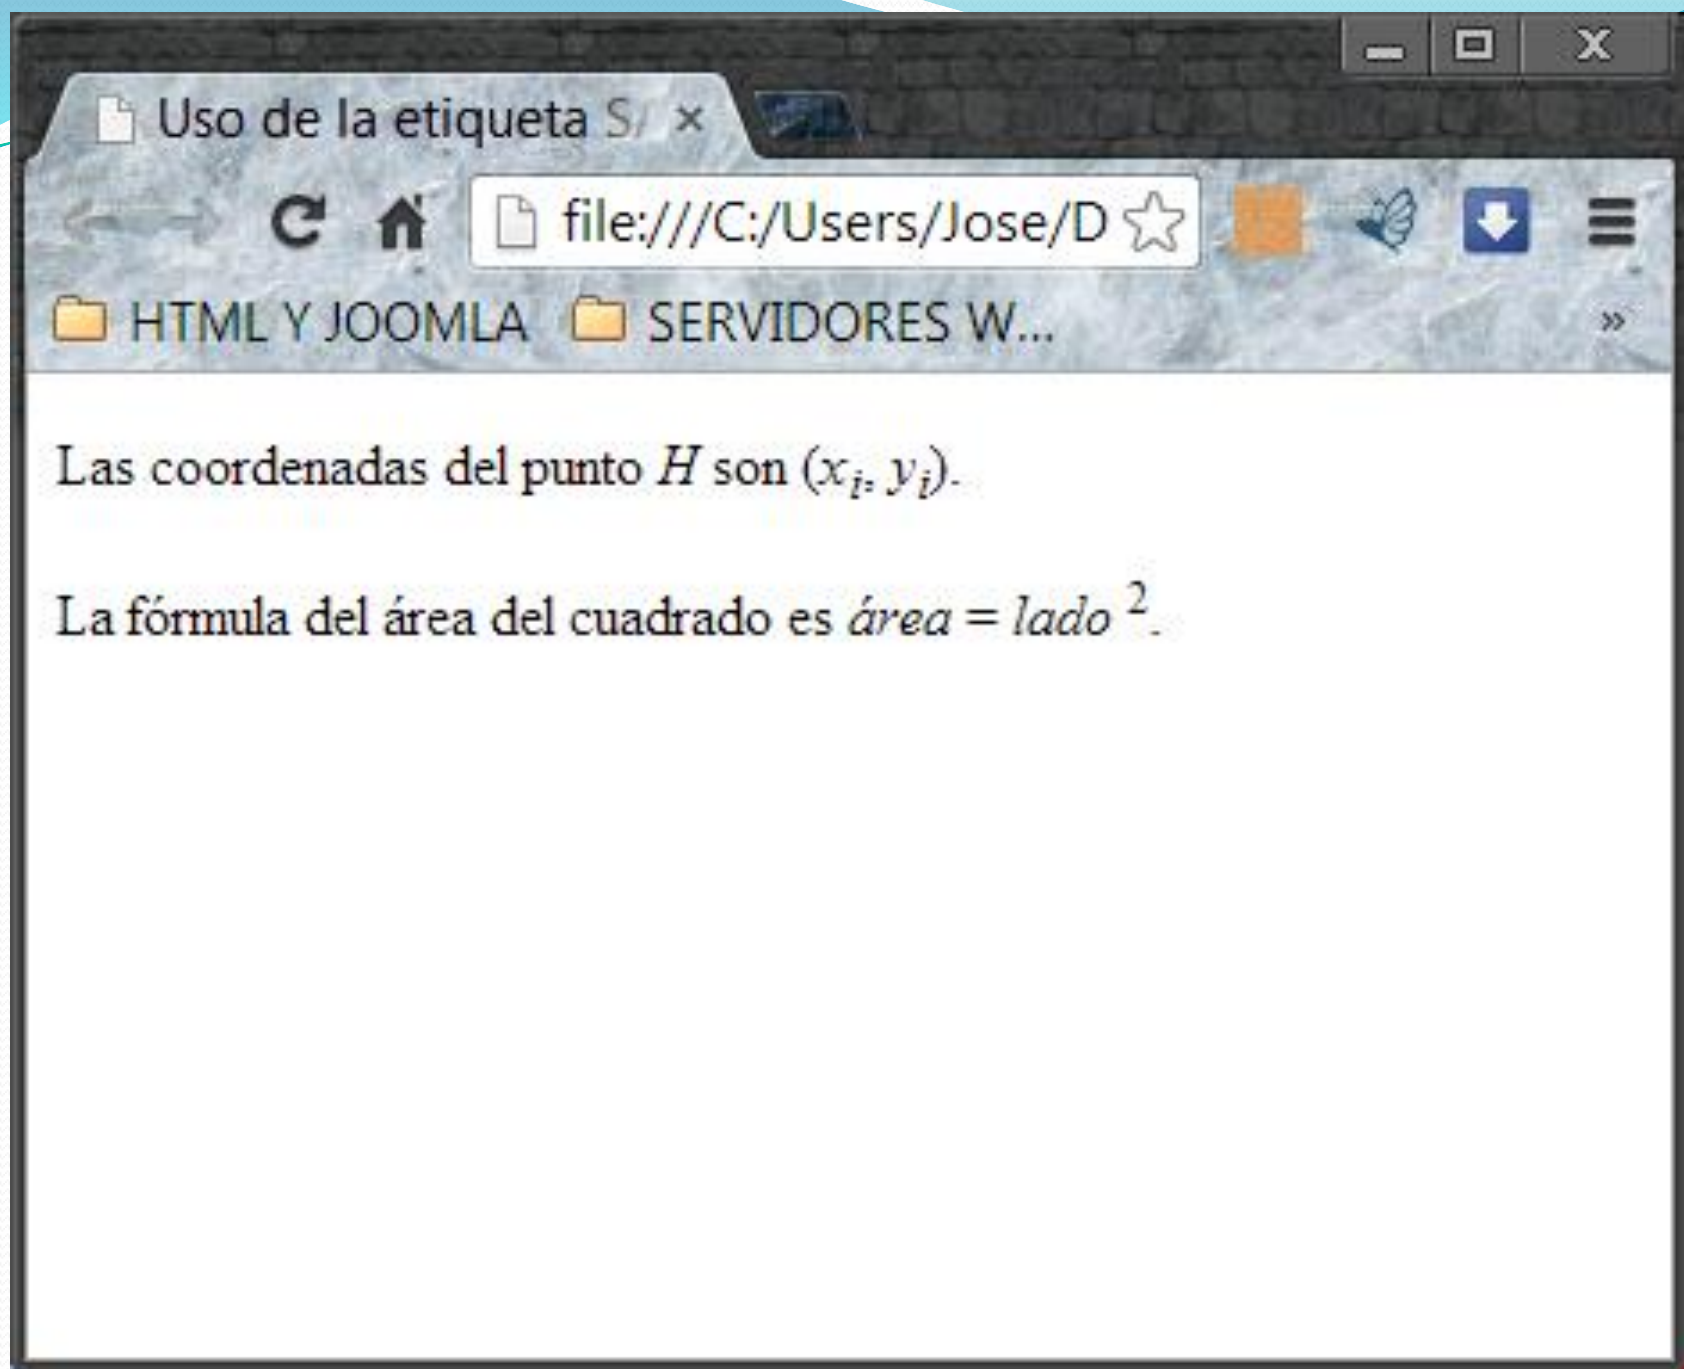 Uso de la etiqueta S/
file:///C:/Users/Jose/D
HTML Y JOOMLA SERVIDORES W...
Las coordenadas del punto H son (xᵢ, yᵢ).
La fórmula del área del cuadrado es área = lado ².